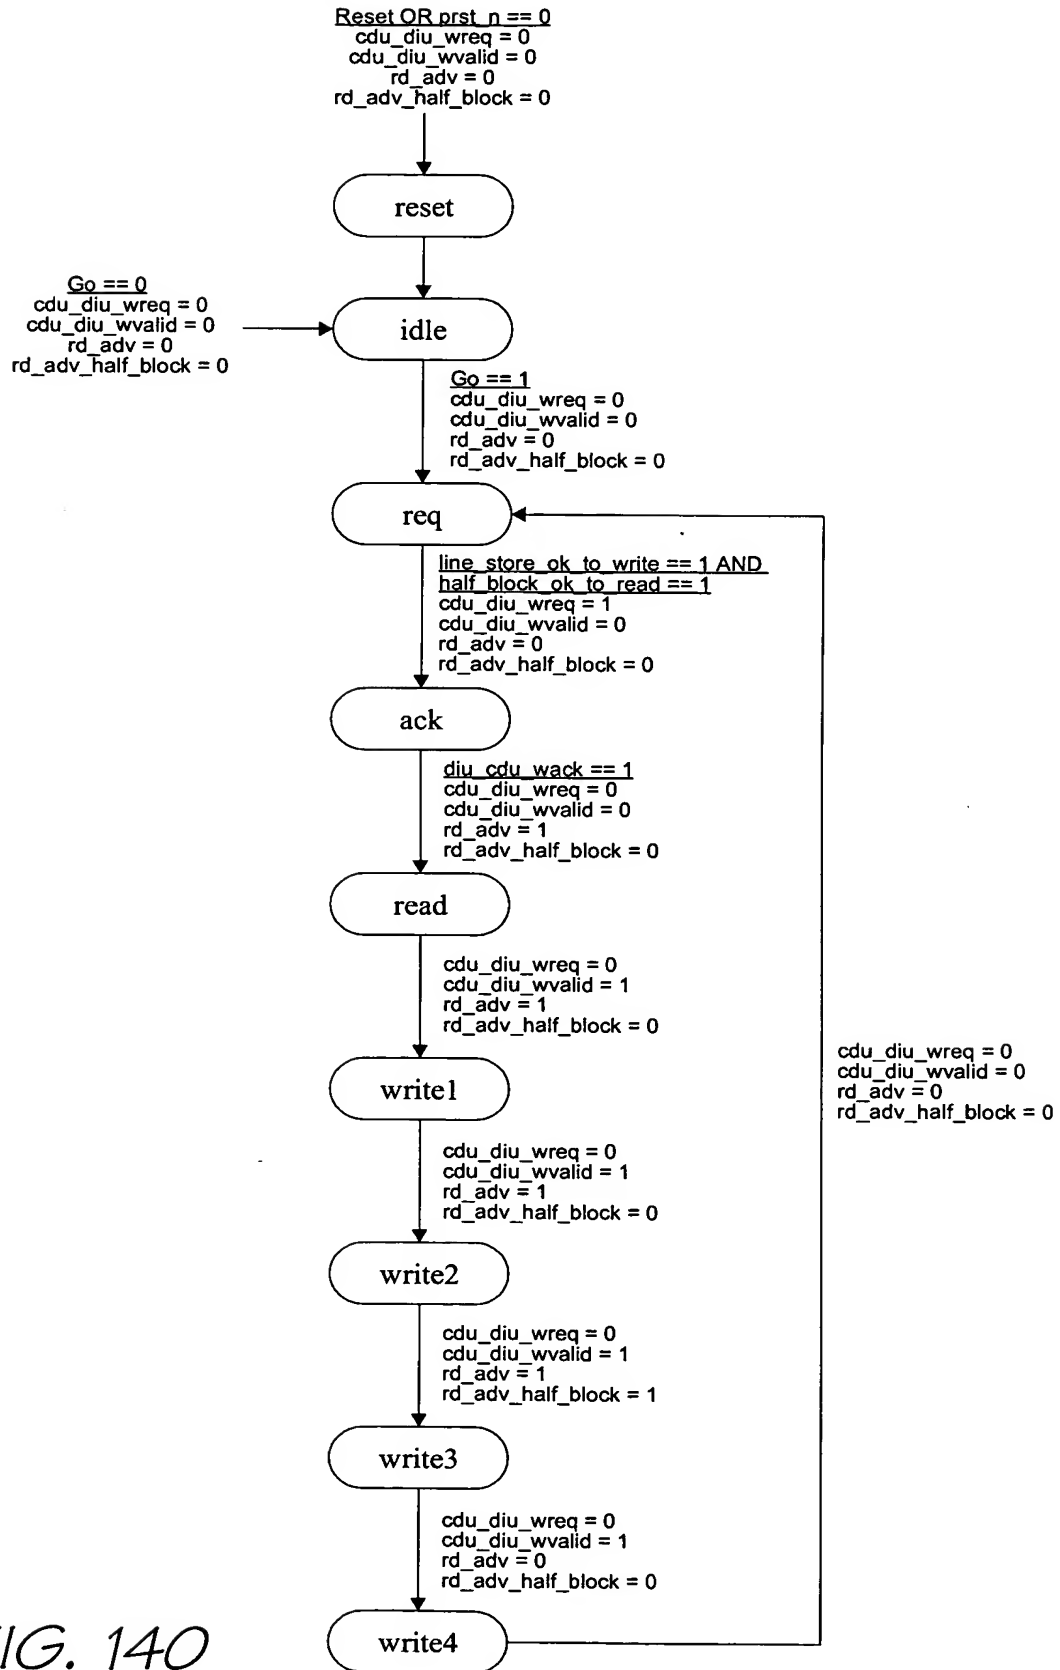 Reset OR prst_n == 0
cdu_diu_wreq = 0
cdu_diu_wvalid = 0
rd_adv = 0
rd_adv_half_block = 0
reset
Go == 0
cdu_diu_wreq = 0
cdu_diu_wvalid = 0
rd_adv = 0
rd_adv_half_block = 0
idle
Go == 1
cdu_diu_wreq = 0
cdu_diu_wvalid = 0
rd_adv = 0
rd_adv_half_block = 0
req
line_store_ok_to_write == 1 AND
half_block_ok_to_read == 1
cdu_diu_wreq = 1
cdu_diu_wvalid = 0
rd_adv = 0
rd_adv_half_block = 0
ack
diu_cdu_wack == 1
cdu_diu_wreq = 0
cdu_diu_wvalid = 0
rd_adv = 1
rd_adv_half_block = 0
read
cdu_diu_wreq = 0
cdu_diu_wvalid = 1
rd_adv = 1
rd_adv_half_block = 0
write1
cdu_diu_wreq = 0
cdu_diu_wvalid = 0
rd_adv = 0
rd_adv_half_block = 0
cdu_diu_wreq = 0
cdu_diu_wvalid = 1
rd_adv = 1
rd_adv_half_block = 0
write2
cdu_diu_wreq = 0
cdu_diu_wvalid = 1
rd_adv = 1
rd_adv_half_block = 1
write3
cdu_diu_wreq = 0
cdu_diu_wvalid = 1
rd_adv = 0
rd_adv_half_block = 0
write4
IG. 140